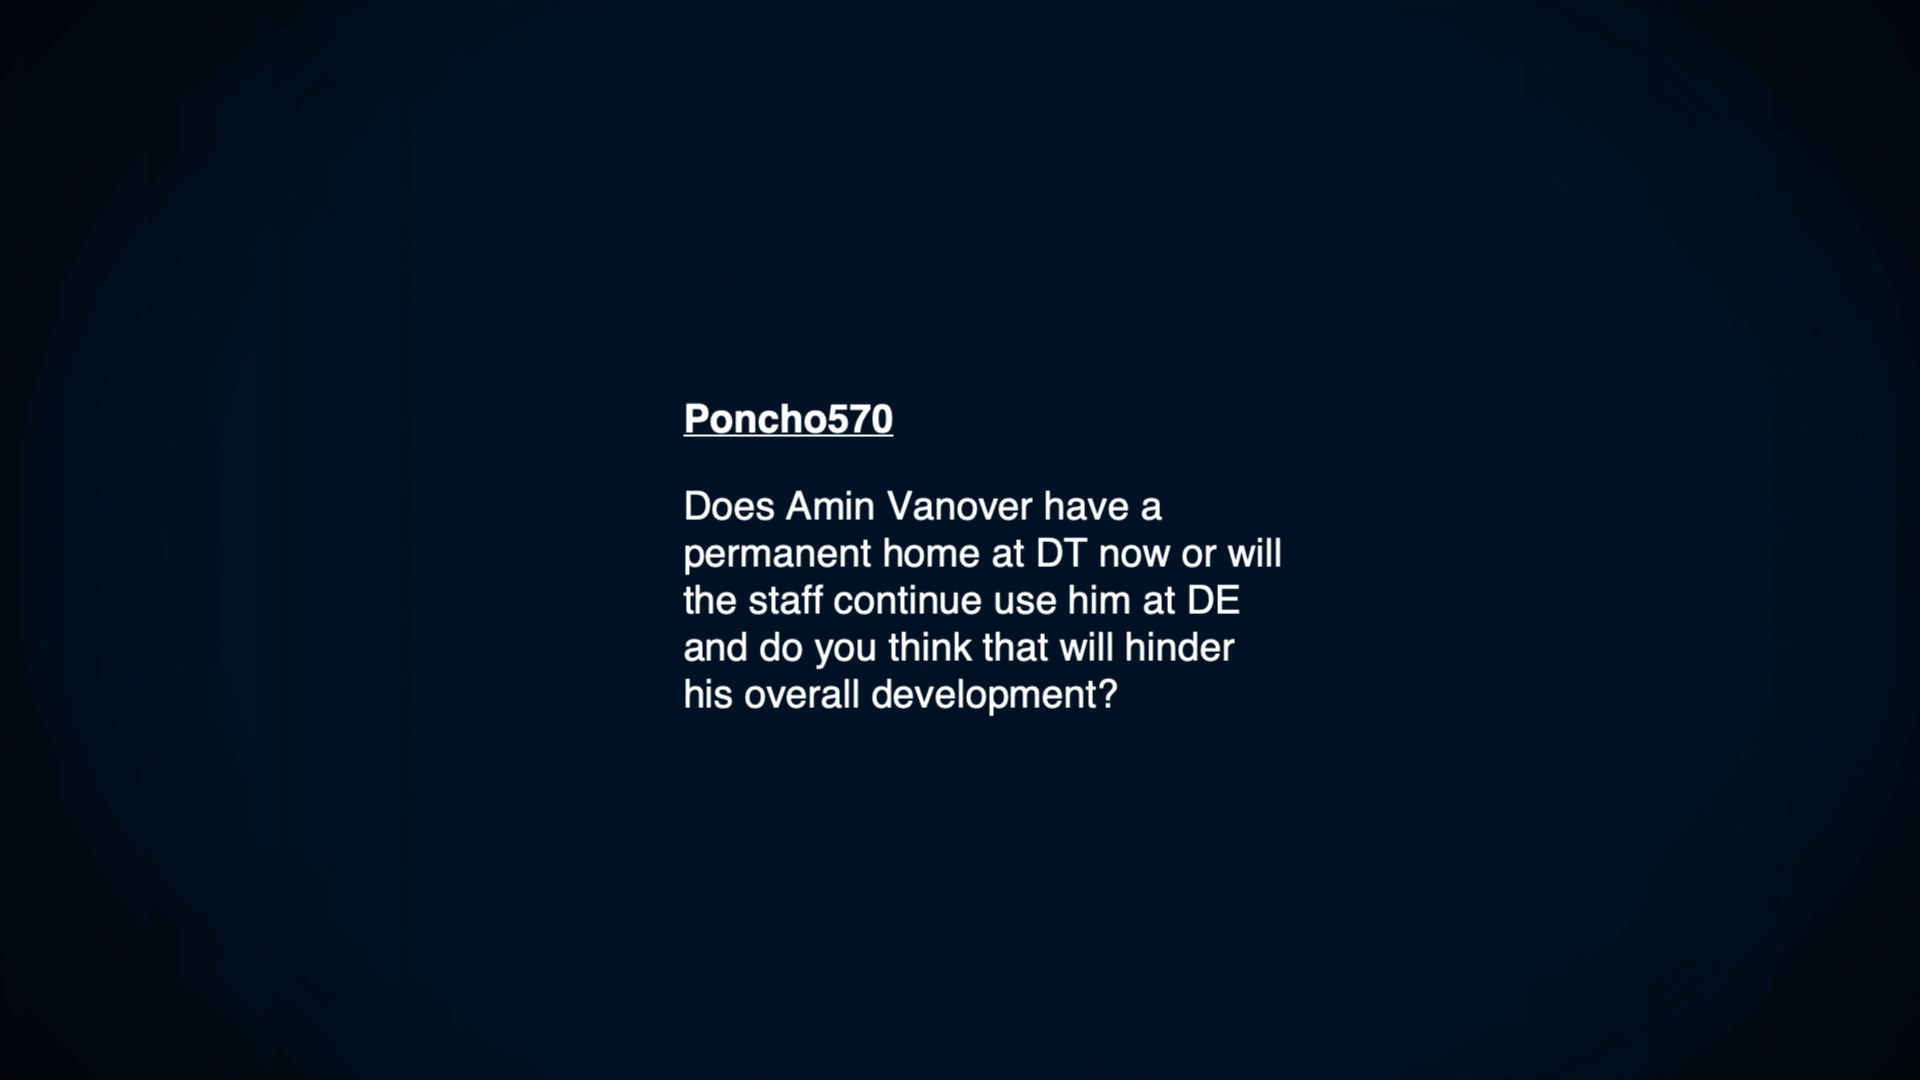 Poncho570
Does Amin Vanover have a
permanent home at DT now or will
the staff continue use him at DE
and do you think that will hinder
his overall development?